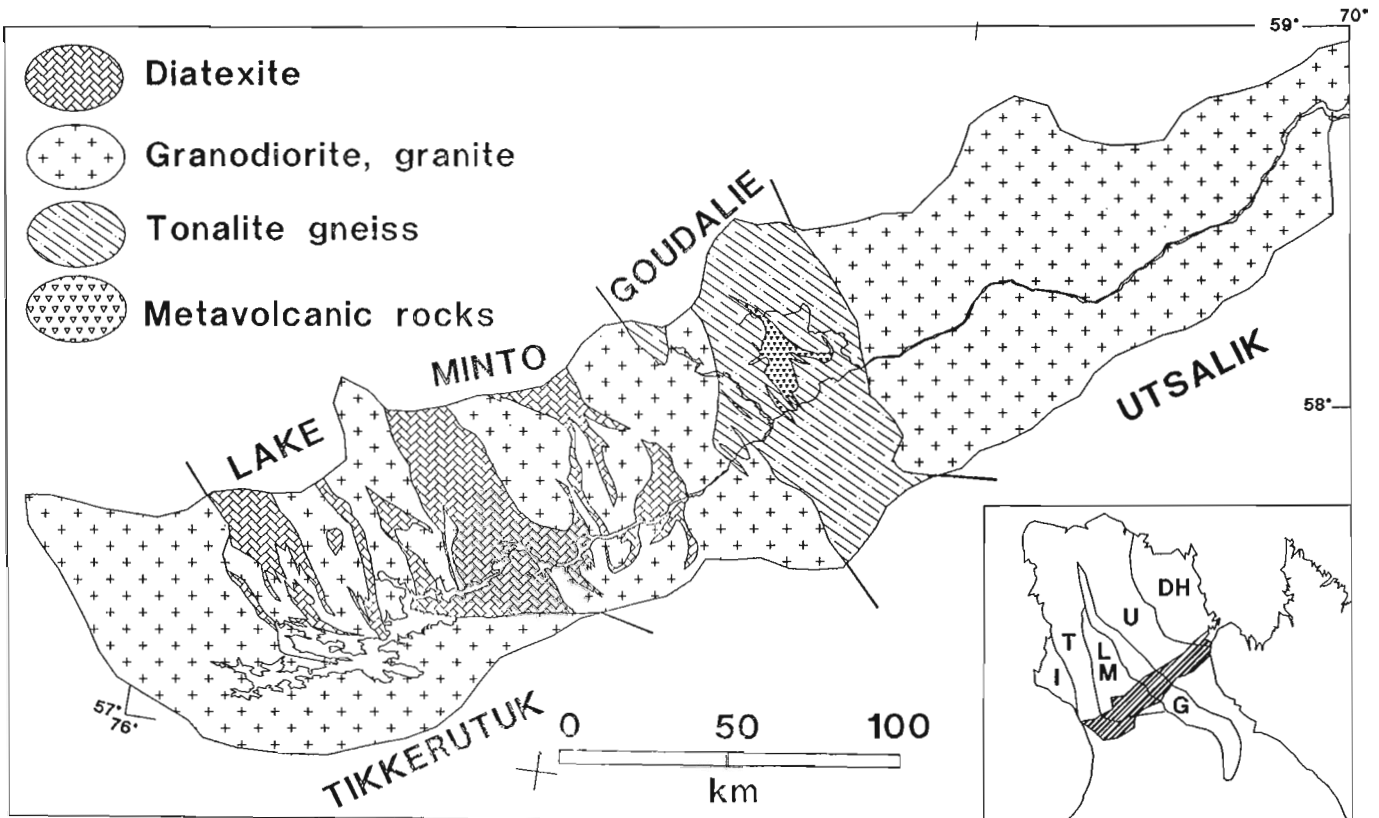 59° 70°
Diatexite
Granodiorite, granite
Tonalite gneiss
Metavolcanic rocks
GOUDALIE
LAKE MINTO
UTSALIK
58°
57°
76°
TIKKERUTUK
0 50 100
km
DH
U
T
L
M
I
G